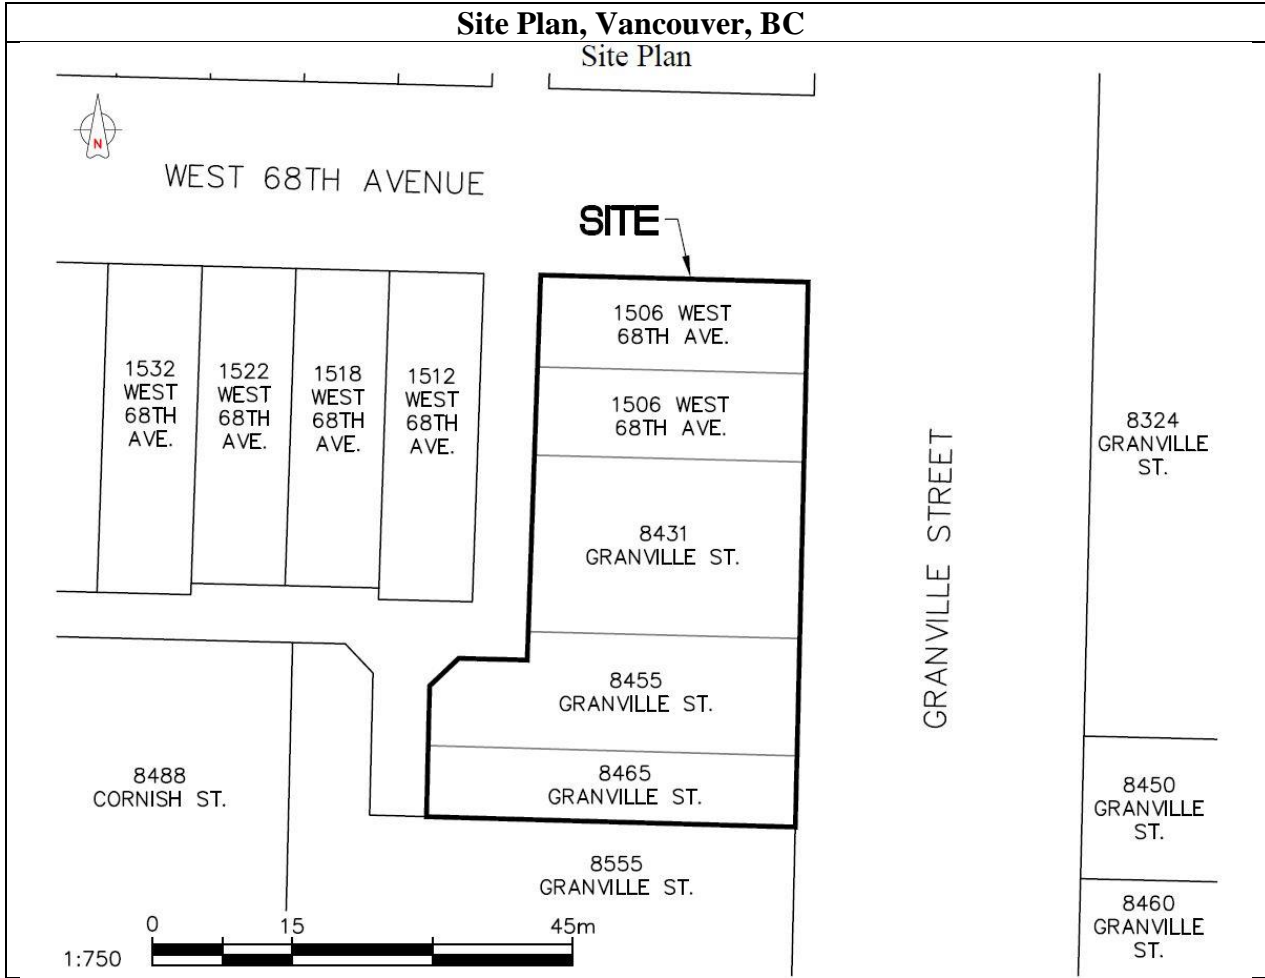 Site Plan, Vancouver, BC
Site Plan
N
WEST 68TH AVENUE
SITE
1506 WEST
68TH AVE.
1532
WEST
68TH
AVE.
1522
WEST
68TH
AVE.
1518
WEST
68TH
AVE.
1512
WEST
68TH
AVE.
1506 WEST
68TH AVE.
8324
GRANVILLE
ST.
GRANVILLE STREET
8431
GRANVILLE ST.
8455
GRANVILLE ST.
8488
CORNISH ST.
8465
GRANVILLE ST.
8450
GRANVILLE
ST.
8555
GRANVILLE ST.
8460
GRANVILLE
ST.
0 15 45m
1:750